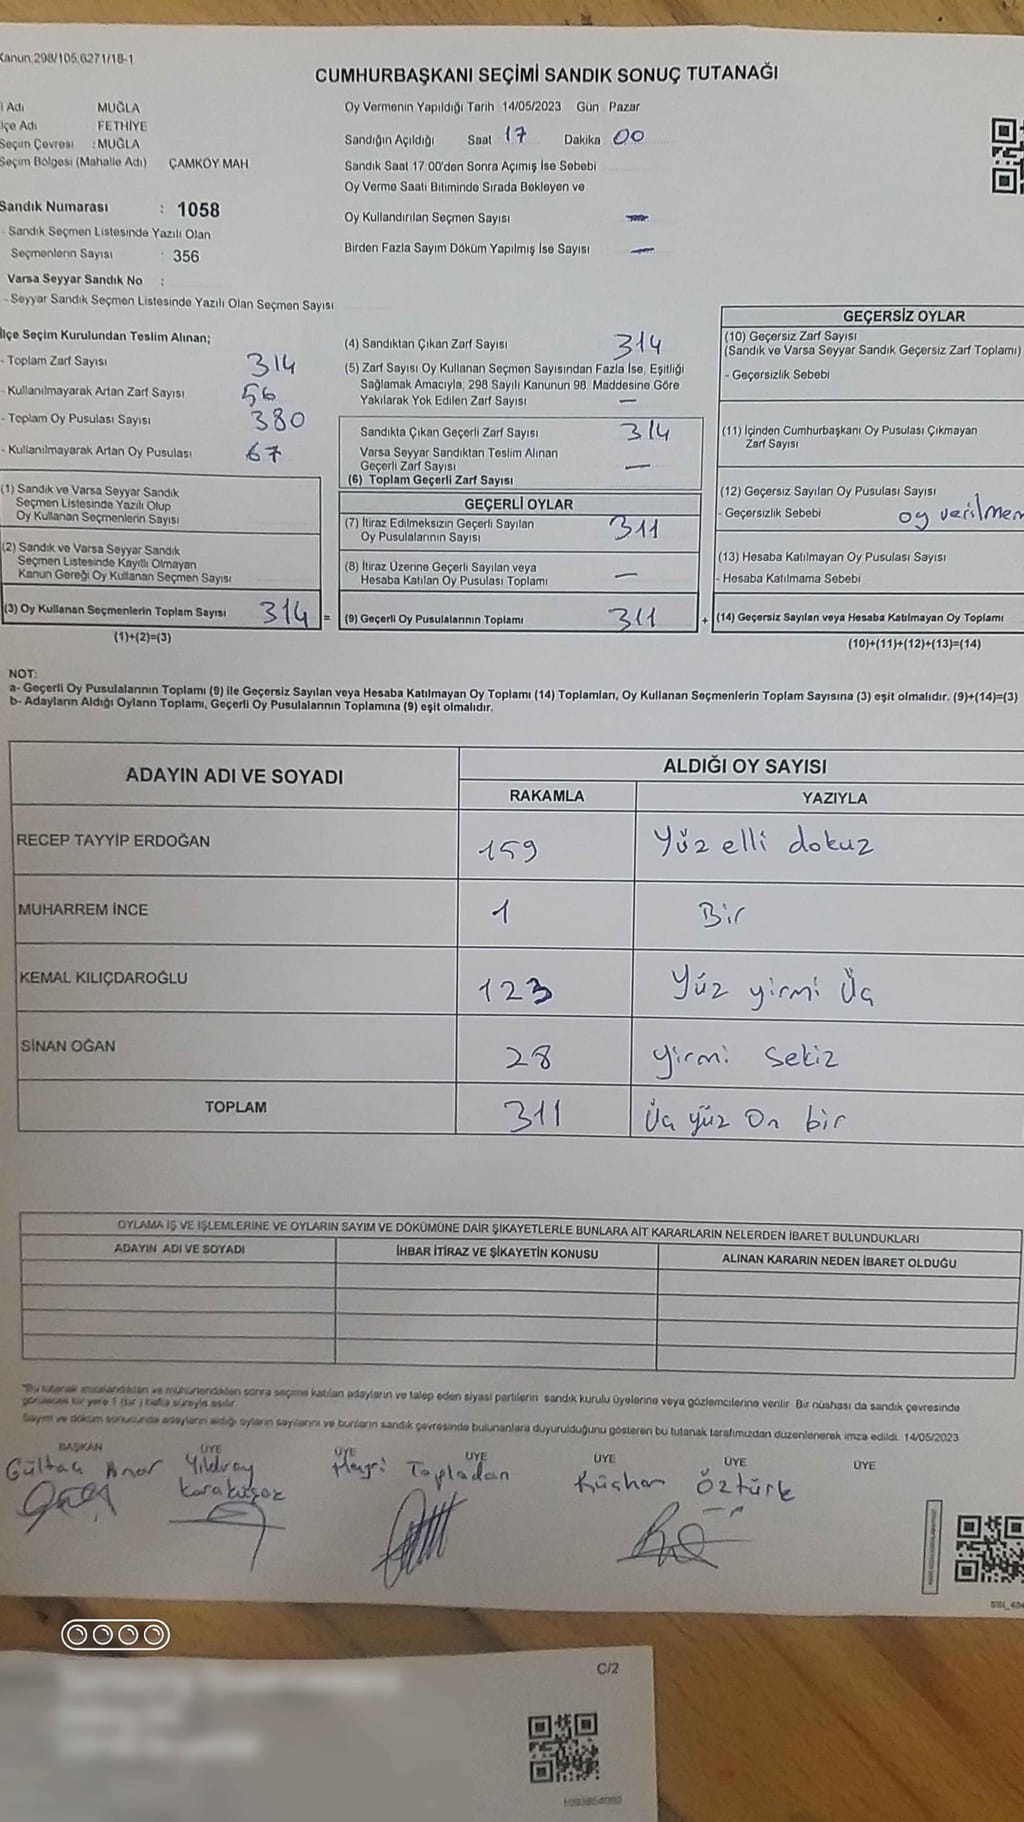 Kanun:298/105,6271/18-1
CUMHURBAŞKANI SEÇİMİ SANDIK SONUÇ TUTANAĞI
l Adı MUĞLA
lçe Adı FETHİYE
Seçim Çevresi : MUĞLA
Seçim Bölgesi (Mahalle Adı) ÇAMKÖY MAH
Sandık Numarası : 1058
- Sandık Seçmen Listesinde Yazılı Olan
Seçmenlerin Sayısı : 356
Varsa Seyyar Sandık No :
- Seyyar Sandık Seçmen Listesinde Yazılı Olan Seçmen Sayısı
Oy Vermenin Yapıldığı Tarih 14/05/2023 Gün Pazar
Sandığın Açıldığı Saat 17 Dakika 00
Sandık Saat 17:00'den Sonra Açımış İse Sebebi
Oy Verme Saati Bitiminde Sırada Bekleyen ve
Oy Kullandırılan Seçmen Sayısı —
Birden Fazla Sayım Döküm Yapılmış İse Sayısı —
İlçe Seçim Kurulundan Teslim Alınan;
- Toplam Zarf Sayısı 314
- Kullanılmayarak Artan Zarf Sayısı 56
- Toplam Oy Pusulası Sayısı 380
- Kullanılmayarak Artan Oy Pusulası 67
(1) Sandık ve Varsa Seyyar Sandık
Seçmen Listesinde Yazılı Olup
Oy Kullanan Seçmenlerin Sayısı
(2) Sandık ve Varsa Seyyar Sandık
Seçmen Listesinde Kayıtlı Olmayan
Kanun Gereği Oy Kullanan Seçmen Sayısı
(3) Oy Kullanan Seçmenlerin Toplam Sayısı 314 =
(1)+(2)=(3)
(4) Sandıktan Çıkan Zarf Sayısı 314
(5) Zarf Sayısı Oy Kullanan Seçmen Sayısından Fazla İse, Eşitliği
Sağlamak Amacıyla, 298 Sayılı Kanunun 98. Maddesine Göre
Yakılarak Yok Edilen Zarf Sayısı —
Sandıkta Çıkan Geçerli Zarf Sayısı 314
Varsa Seyyar Sandıktan Teslim Alınan
Geçerli Zarf Sayısı —
(6) Toplam Geçerli Zarf Sayısı
GEÇERLİ OYLAR
(7) İtiraz Edilmeksizin Geçerli Sayılan
Oy Pusulalarının Sayısı 311
(8) İtiraz Üzerine Geçerli Sayılan veya
Hesaba Katılan Oy Pusulası Toplamı —
(9) Geçerli Oy Pusulalarının Toplamı 311 +
GEÇERSİZ OYLAR
(10) Geçersiz Zarf Sayısı
(Sandık ve Varsa Seyyar Sandık Geçersiz Zarf Toplamı)
- Geçersizlik Sebebi
(11) İçinden Cumhurbaşkanı Oy Pusulası Çıkmayan
Zarf Sayısı
(12) Geçersiz Sayılan Oy Pusulası Sayısı
- Geçersizlik Sebebi oy verilmem
(13) Hesaba Katılmayan Oy Pusulası Sayısı
- Hesaba Katılmama Sebebi
(14) Geçersiz Sayılan veya Hesaba Katılmayan Oy Toplamı
(10)+(11)+(12)+(13)=(14)
NOT:
a- Geçerli Oy Pusulalarının Toplamı (9) ile Geçersiz Sayılan veya Hesaba Katılmayan Oy Toplamı (14) Toplamları, Oy Kullanan Seçmenlerin Toplam Sayısına (3) eşit olmalıdır. (9)+(14)=(3)
b- Adayların Aldığı Oyların Toplamı, Geçerli Oy Pusulalarının Toplamına (9) eşit olmalıdır.
ADAYIN ADI VE SOYADI ALDIĞI OY SAYISI
RAKAMLA YAZIYLA
RECEP TAYYİP ERDOĞAN 159 Yüz elli dokuz
MUHARREM İNCE 1 Bir
KEMAL KILIÇDAROĞLU 123 Yüz yirmi Üç
SİNAN OĞAN 28 yirmi sekiz
TOPLAM 311 Üç yüz On bir
OYLAMA İŞ VE İŞLEMLERİNE VE OYLARIN SAYIM VE DÖKÜMÜNE DAİR ŞİKAYETLERLE BUNLARA AİT KARARLARIN NELERDEN İBARET BULUNDUKLARI
ADAYIN ADI VE SOYADI İHBAR İTİRAZ VE ŞİKAYETİN KONUSU ALINAN KARARIN NEDEN İBARET OLDUĞU
"Bu tutanak imzalandıktan ve mühürlendikten sonra seçime katılan adayların ve talep eden siyasi partilerin sandık kurulu üyelerine veya gözlemcilerine verilir. Bir nüshası da sandık çevresinde
görülecek bir yere 1 (bir) hafta süreyle asılır.
Sayım ve döküm sonucunda adayların aldığı oyların sayılarını ve bunların sandık çevresinde bulunanlara duyurulduğunu gösteren bu tutanak tarafımızdan düzenlenerek imza edildi. 14/05/2023
BAŞKAN ÜYE ÜYE ÜYE ÜYE ÜYE ÜYE
Yıldıray Hayri Topladan Öztürk
C/2